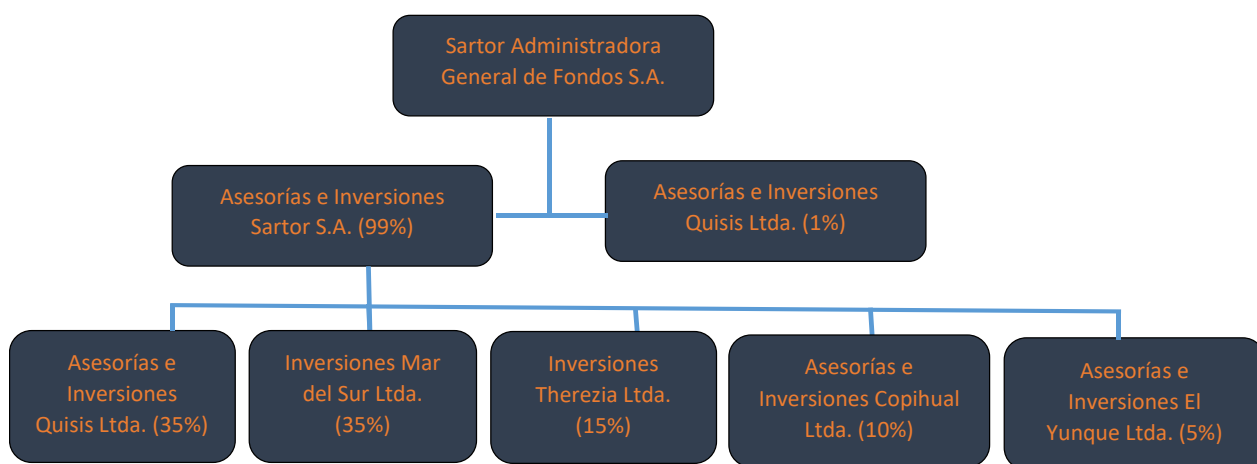 Sartor Administradora
General de Fondos S.A.
Asesorías e Inversiones
Sartor S.A. (99%)
Asesorías e Inversiones
Quisis Ltda. (1%)
Asesorías e
Inversiones
Quisis Ltda. (35%)
Inversiones Mar
del Sur Ltda.
(35%)
Inversiones
Therezia Ltda.
(15%)
Asesorías e
Inversiones Copihual
Ltda. (10%)
Asesorías e
Inversiones El
Yunque Ltda. (5%)